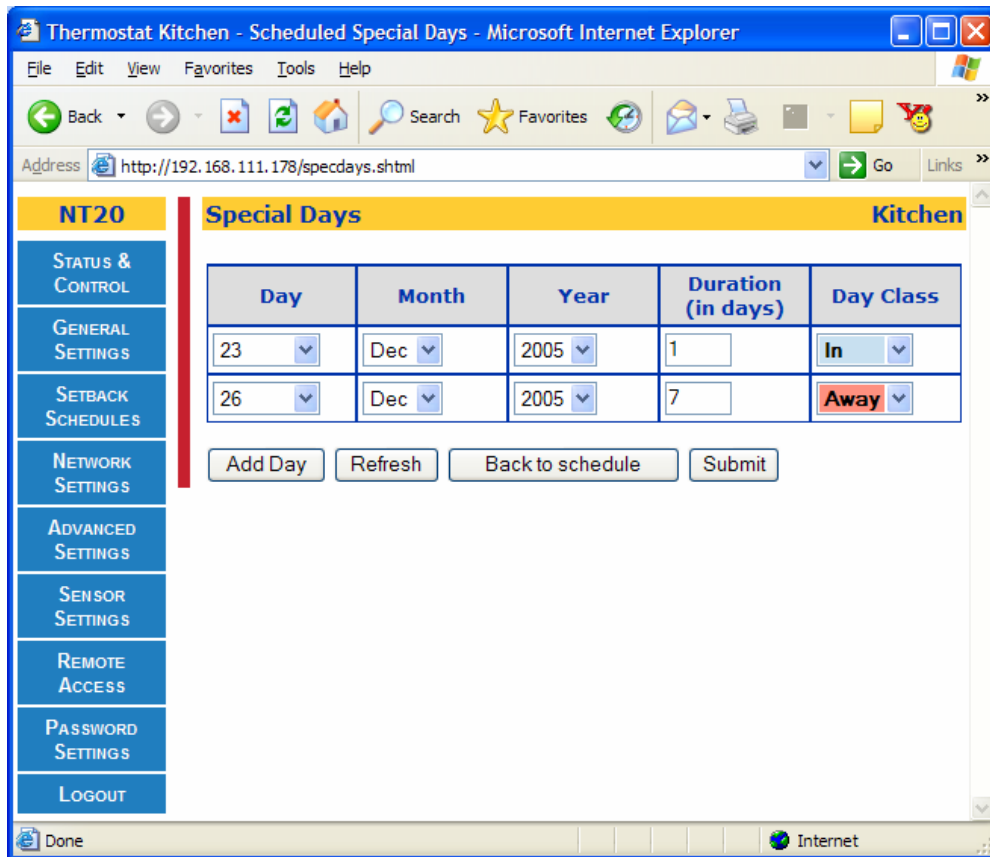 Thermostat Kitchen - Scheduled Special Days - Microsoft Internet Explorer
File Edit View Favorites Tools Help
Back Search Favorites »
Address http://192.168.111.178/specdays.shtml Go Links »
NT20
STATUS & CONTROL
GENERAL SETTINGS
SETBACK SCHEDULES
NETWORK SETTINGS
ADVANCED SETTINGS
SENSOR SETTINGS
REMOTE ACCESS
PASSWORD SETTINGS
LOGOUT
Special Days Kitchen
Day Month Year Duration (in days) Day Class
23 Dec 2005 1 In
26 Dec 2005 7 Away
Add Day Refresh Back to schedule Submit
Done Internet